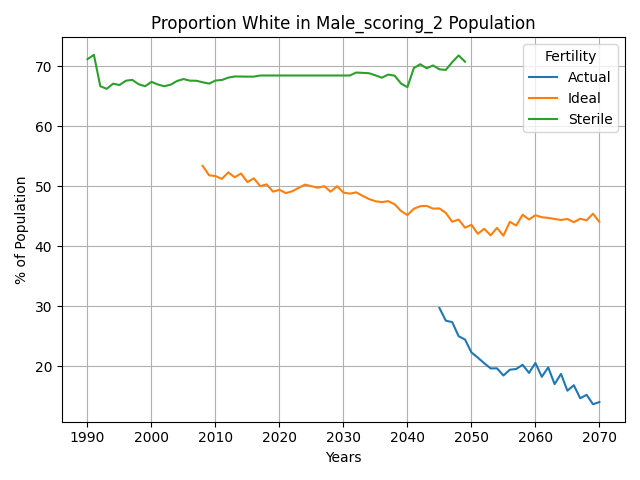 Proportion White in Male_scoring_2 Population
% of Population
70
60
50
40
30
20
Fertility
Actual
Ideal
Sterile
1990 2000 2010 2020 2030 2040 2050 2060 2070
Years